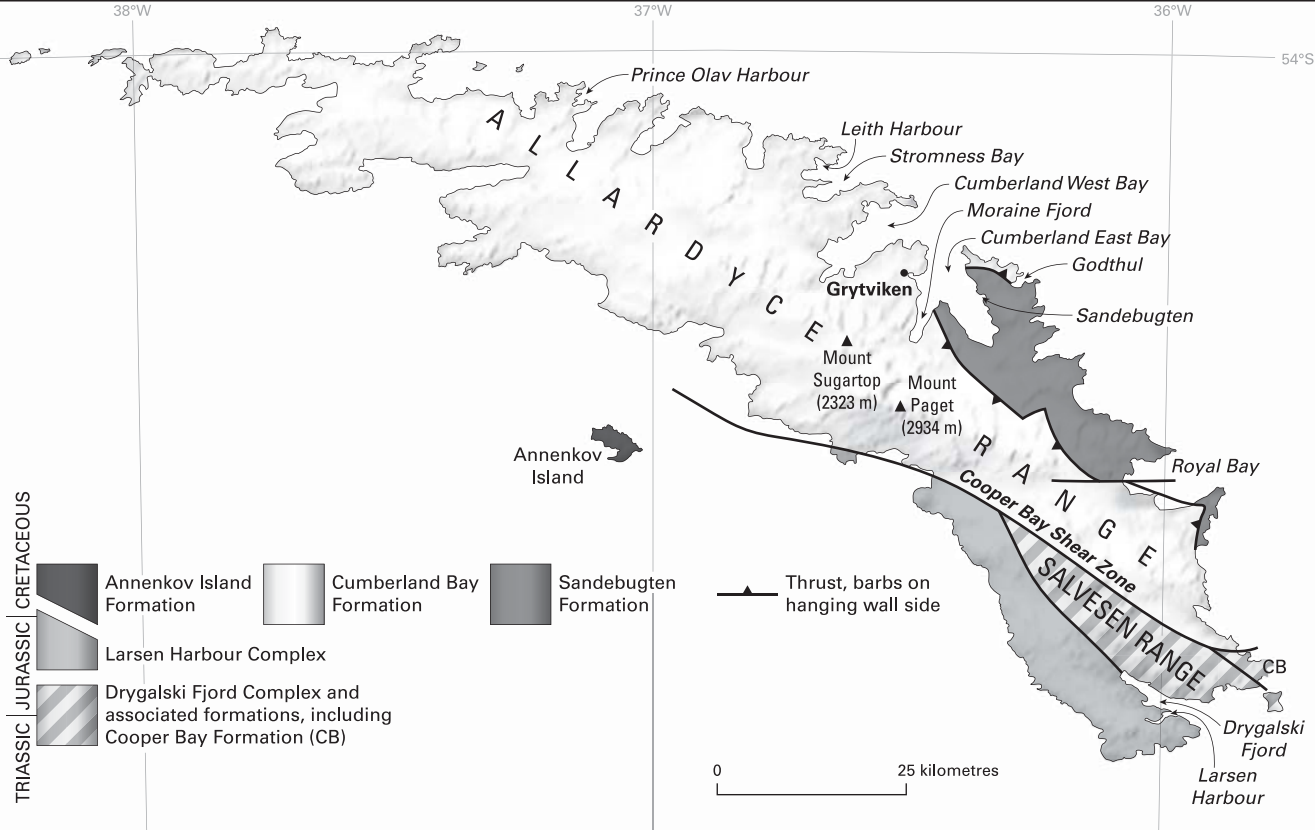 38°W
37°W
36°W
54°S
Prince Olav Harbour
Leith Harbour
Stromness Bay
Cumberland West Bay
Moraine Fjord
Cumberland East Bay
Godthul
Grytviken
Sandebugten
ALLARDYCE
RANGE
Mount
Sugartop
(2323 m)
Mount
Paget
(2934 m)
Annenkov
Island
Royal Bay
Cooper Bay Shear Zone
SALVESEN RANGE
CB
Drygalski
Fjord
Larsen
Harbour
TRIASSIC
JURASSIC
CRETACEOUS
Annenkov Island
Formation
Cumberland Bay
Formation
Sandebugten
Formation
Thrust, barbs on
hanging wall side
Larsen Harbour Complex
Drygalski Fjord Complex and
associated formations, including
Cooper Bay Formation (CB)
0
25 kilometres